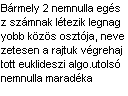 Bármely 2 nemnulla egés
z számnak létezik legnag
yobb közös osztója, neve
zetesen a rajtuk végrehaj
tott euklideszi algo.utolsó
nemnulla maradéka